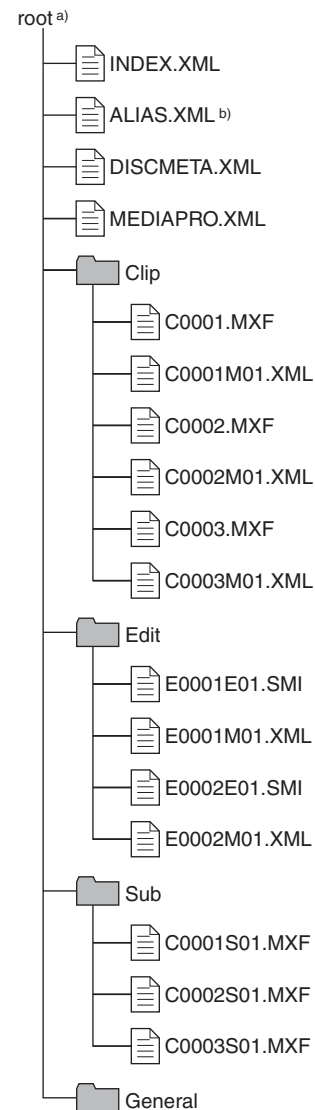 root a)
INDEX.XML
ALIAS.XML b)
DISCMETA.XML
MEDIAPRO.XML
Clip
C0001.MXF
C0001M01.XML
C0002.MXF
C0002M01.XML
C0003.MXF
C0003M01.XML
Edit
E0001E01.SMI
E0001M01.XML
E0002E01.SMI
E0002M01.XML
Sub
C0001S01.MXF
C0002S01.MXF
C0003S01.MXF
General